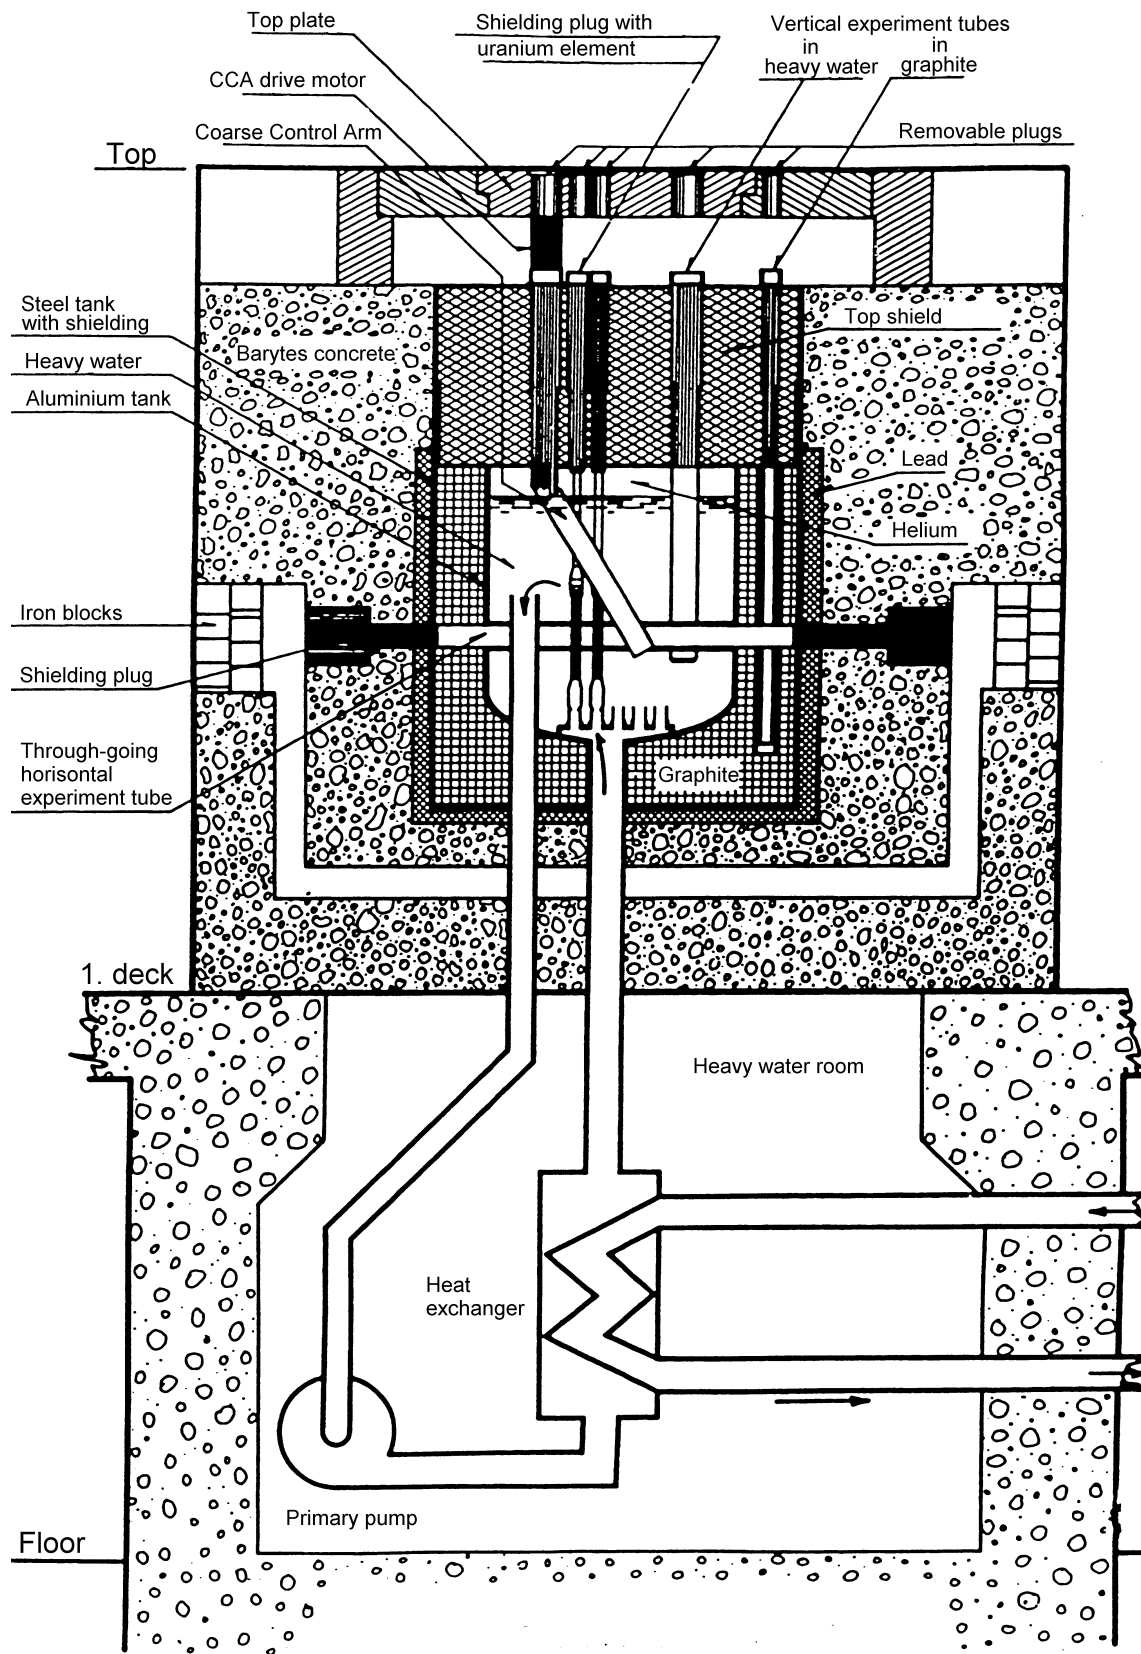 Top plate
Shielding plug with
uranium element
Vertical experiment tubes
in
heavy water
in
graphite
CCA drive motor
Coarse Control Arm
Removable plugs
Top
Steel tank
with shielding
Heavy water
Aluminium tank
Barytes concrete
Top shield
Lead
Helium
Iron blocks
Shielding plug
Through-going
horisontal
experiment tube
Graphite
1. deck
Heavy water room
Heat
exchanger
Primary pump
Floor